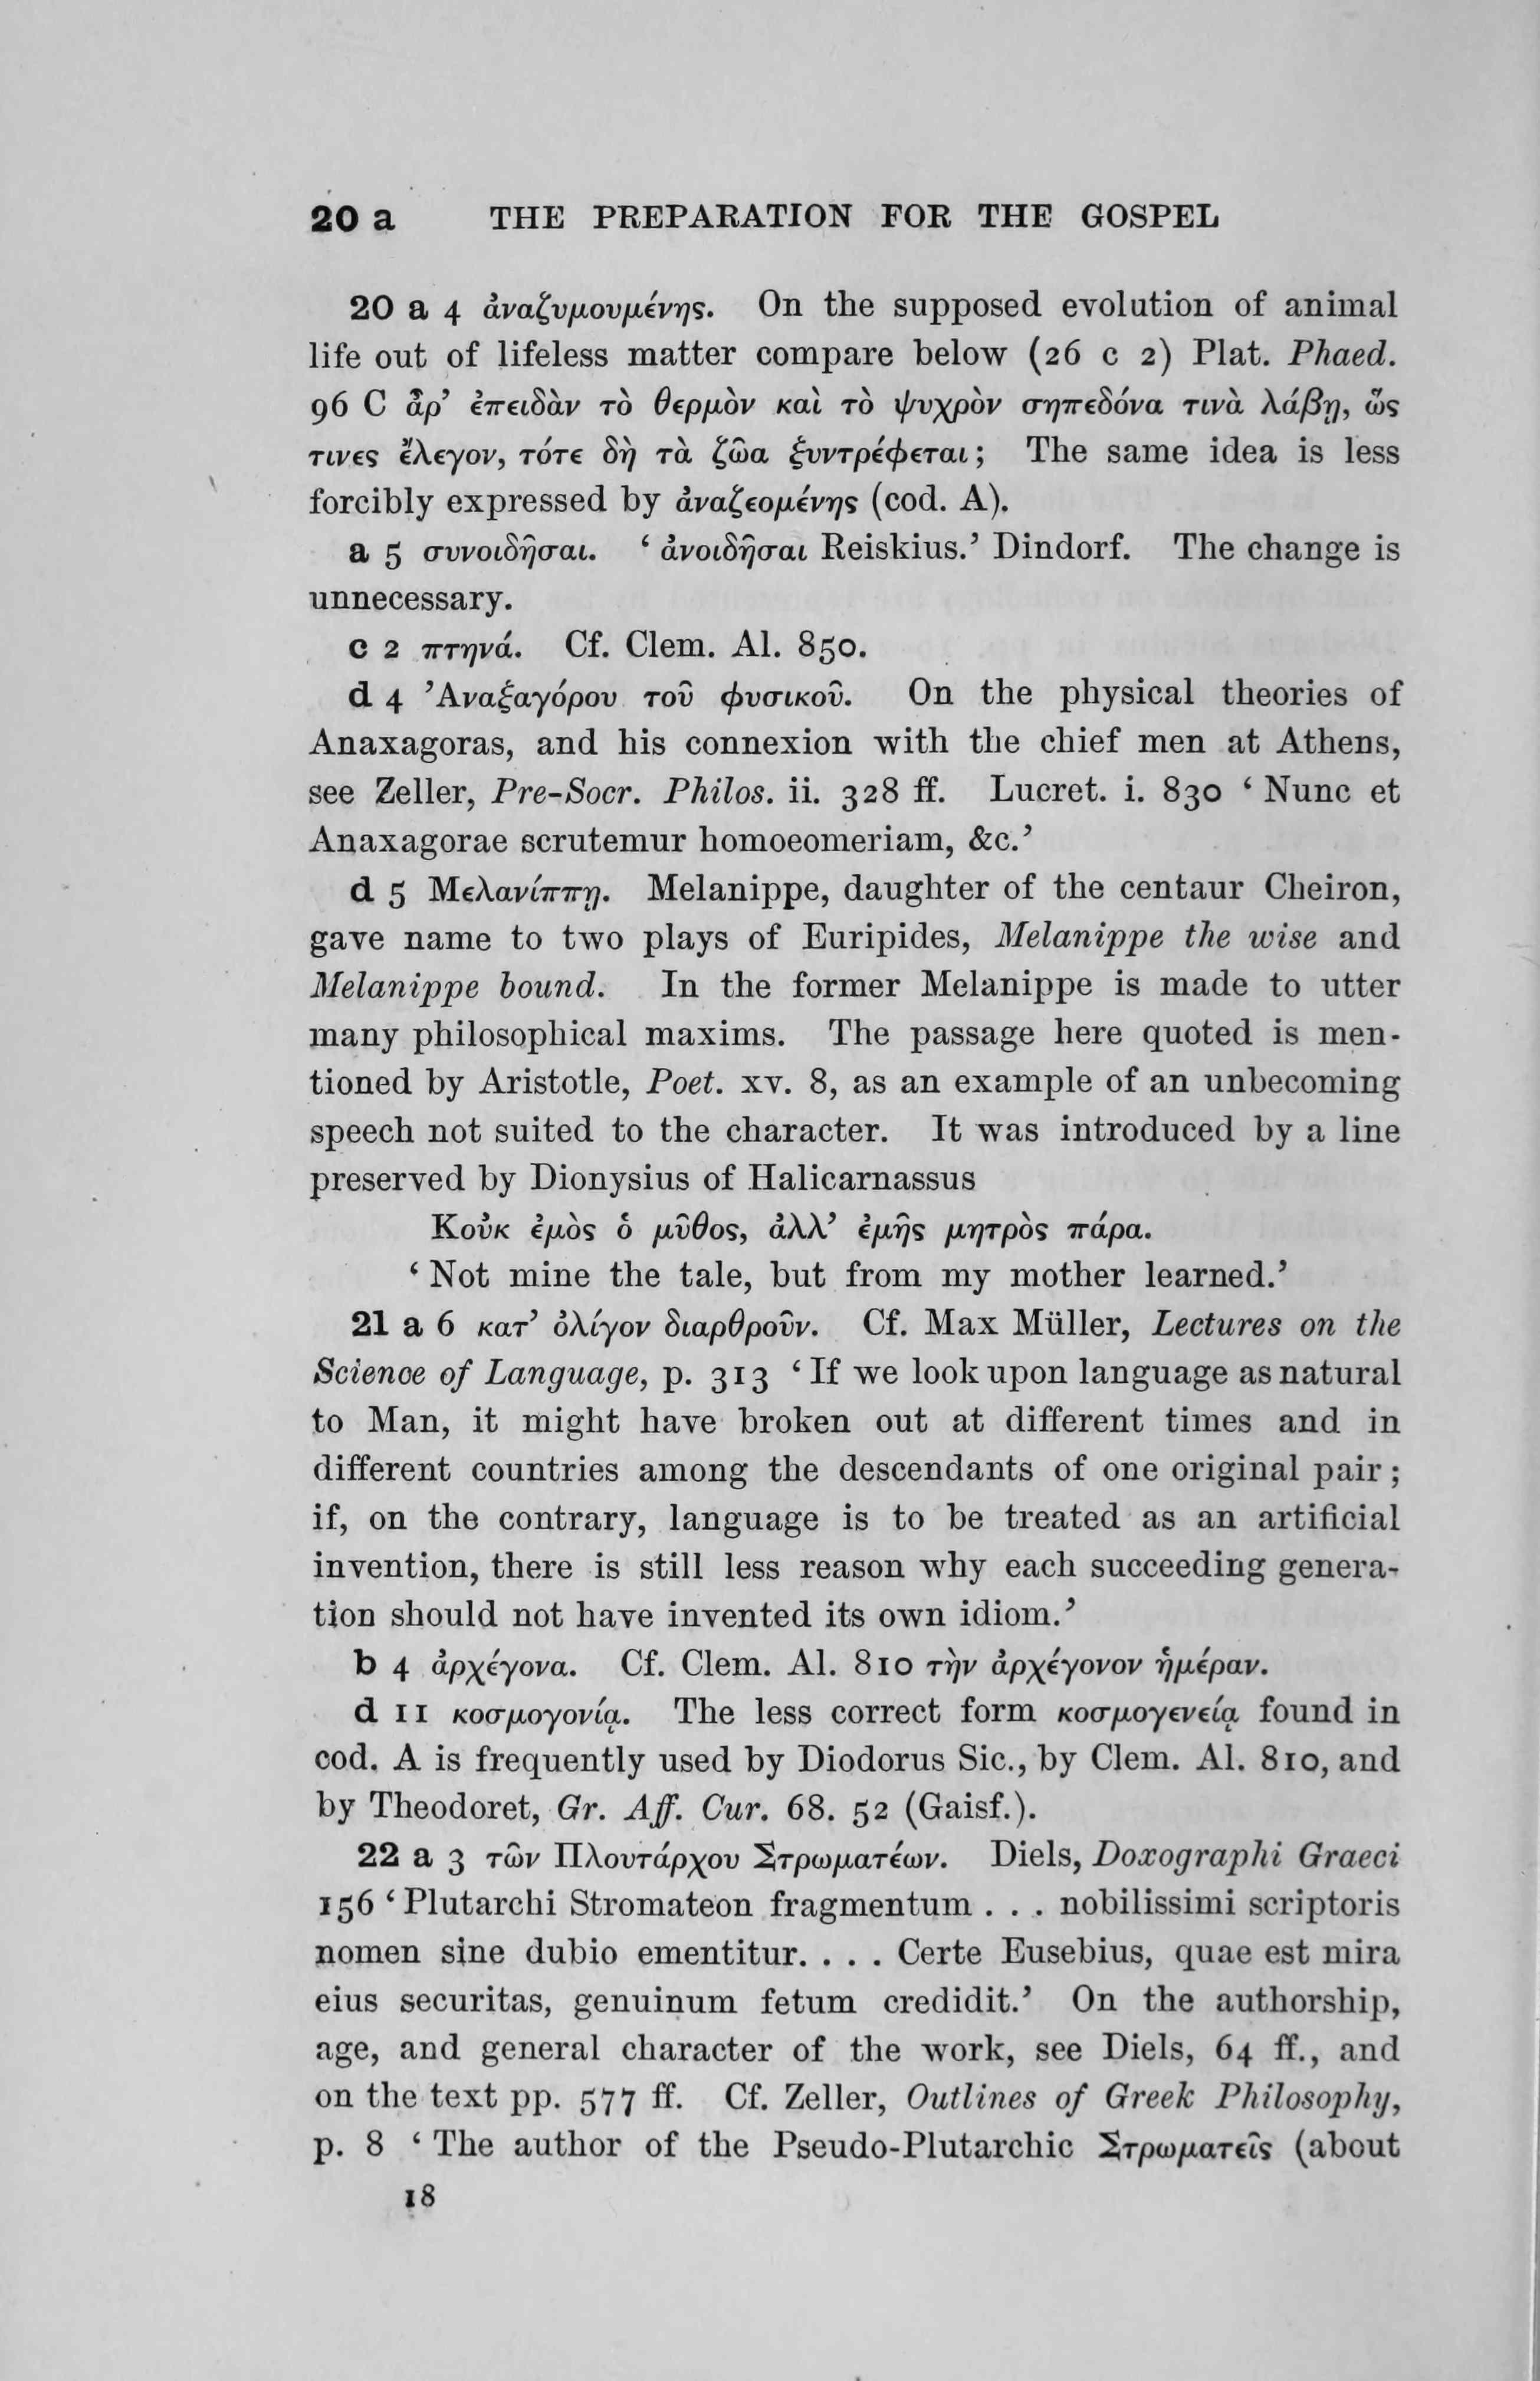 20 a THE PREPARATION FOR THE GOSPEL
20 a 4 ἀναζυμουμένης. On the supposed evolution of animal
life out of lifeless matter compare below (26 c 2) Plat. Phaed.
96 C ἆρ’ ἐπειδὰν τὸ θερμὸν καὶ τὸ ψυχρὸν σηπεδόνα τινὰ λάβῃ, ὥς
τινες ἔλεγον, τότε δὴ τὰ ζῶα ξυντρέφεται; The same idea is less
forcibly expressed by ἀναζεομένης (cod. A).
a 5 συνοιδῆσαι. ‘ ἀνοιδῆσαι Reiskius.’ Dindorf. The change is
unnecessary.
c 2 πτηνά. Cf. Clem. Al. 850.
d 4 Ἀναξαγόρου τοῦ φυσικοῦ. On the physical theories of
Anaxagoras, and his connexion with the chief men at Athens,
see Zeller, Pre-Socr. Philos. ii. 328 ff. Lucret. i. 830 ‘ Nunc et
Anaxagorae scrutemur homoeomeriam, &c.’
d 5 Μελανίππῃ. Melanippe, daughter of the centaur Cheiron,
gave name to two plays of Euripides, Melanippe the wise and
Melanippe bound. In the former Melanippe is made to utter
many philosophical maxims. The passage here quoted is men-
tioned by Aristotle, Poet. xv. 8, as an example of an unbecoming
speech not suited to the character. It was introduced by a line
preserved by Dionysius of Halicarnassus
Κοὐκ ἐμὸς ὁ μῦθος, ἀλλ’ ἐμῆς μητρὸς πάρα.
‘ Not mine the tale, but from my mother learned.’
21 a 6 κατ’ ὀλίγον διαρθροῦν. Cf. Max Müller, Lectures on the
Science of Language, p. 313 ‘ If we look upon language as natural
to Man, it might have broken out at different times and in
different countries among the descendants of one original pair;
if, on the contrary, language is to be treated as an artificial
invention, there is still less reason why each succeeding genera-
tion should not have invented its own idiom.’
b 4 ἀρχέγονα. Cf. Clem. Al. 810 τὴν ἀρχέγονον ἡμέραν.
d 11 κοσμογονίᾳ. The less correct form κοσμογενείᾳ found in
cod. A is frequently used by Diodorus Sic., by Clem. Al. 810, and
by Theodoret, Gr. Aff. Cur. 68. 52 (Gaisf.).
22 a 3 τῶν Πλουτάρχου Στρωματέων. Diels, Doxographi Graeci
156 ‘ Plutarchi Stromateon fragmentum . . . nobilissimi scriptoris
nomen sine dubio ementitur. . . . Certe Eusebius, quae est mira
eius securitas, genuinum fetum credidit.’ On the authorship,
age, and general character of the work, see Diels, 64 ff., and
on the text pp. 577 ff. Cf. Zeller, Outlines of Greek Philosophy,
p. 8 ‘ The author of the Pseudo-Plutarchic Στρωματεῖς (about
18